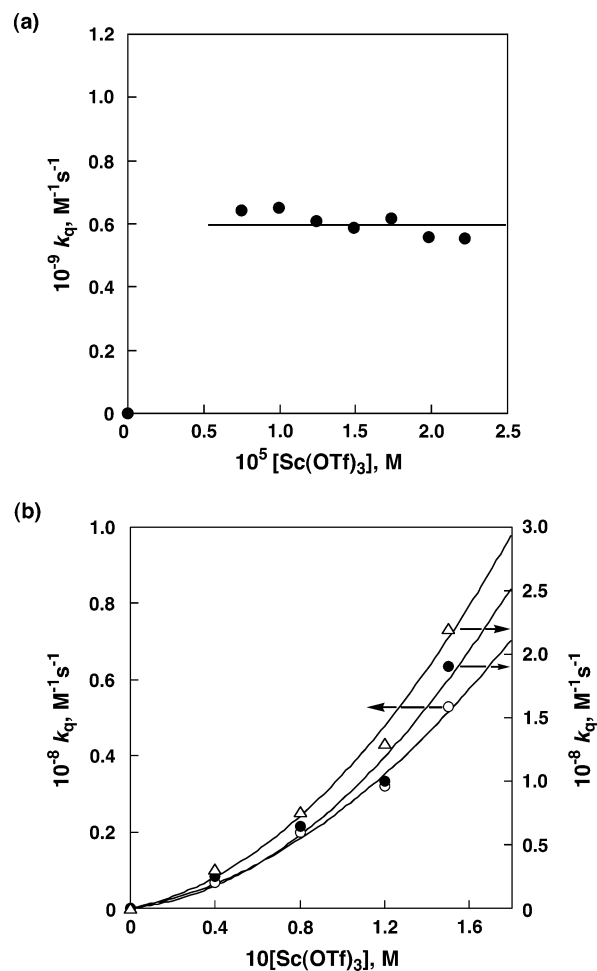 (a)
1.2
1.0
0.8
0.6
0.4
0.2
0
10⁻⁹ kq, M⁻¹s⁻¹
0 0.5 1.0 1.5 2.0 2.5
10⁵ [Sc(OTf)₃], M
(b)
1.0
0.8
0.6
0.4
0.2
0
10⁻⁸ kq, M⁻¹s⁻¹
3.0
2.5
2.0
1.5
1.0
0.5
0
10⁻⁸ kq, M⁻¹s⁻¹
0 0.4 0.8 1.2 1.6
10[Sc(OTf)₃], M